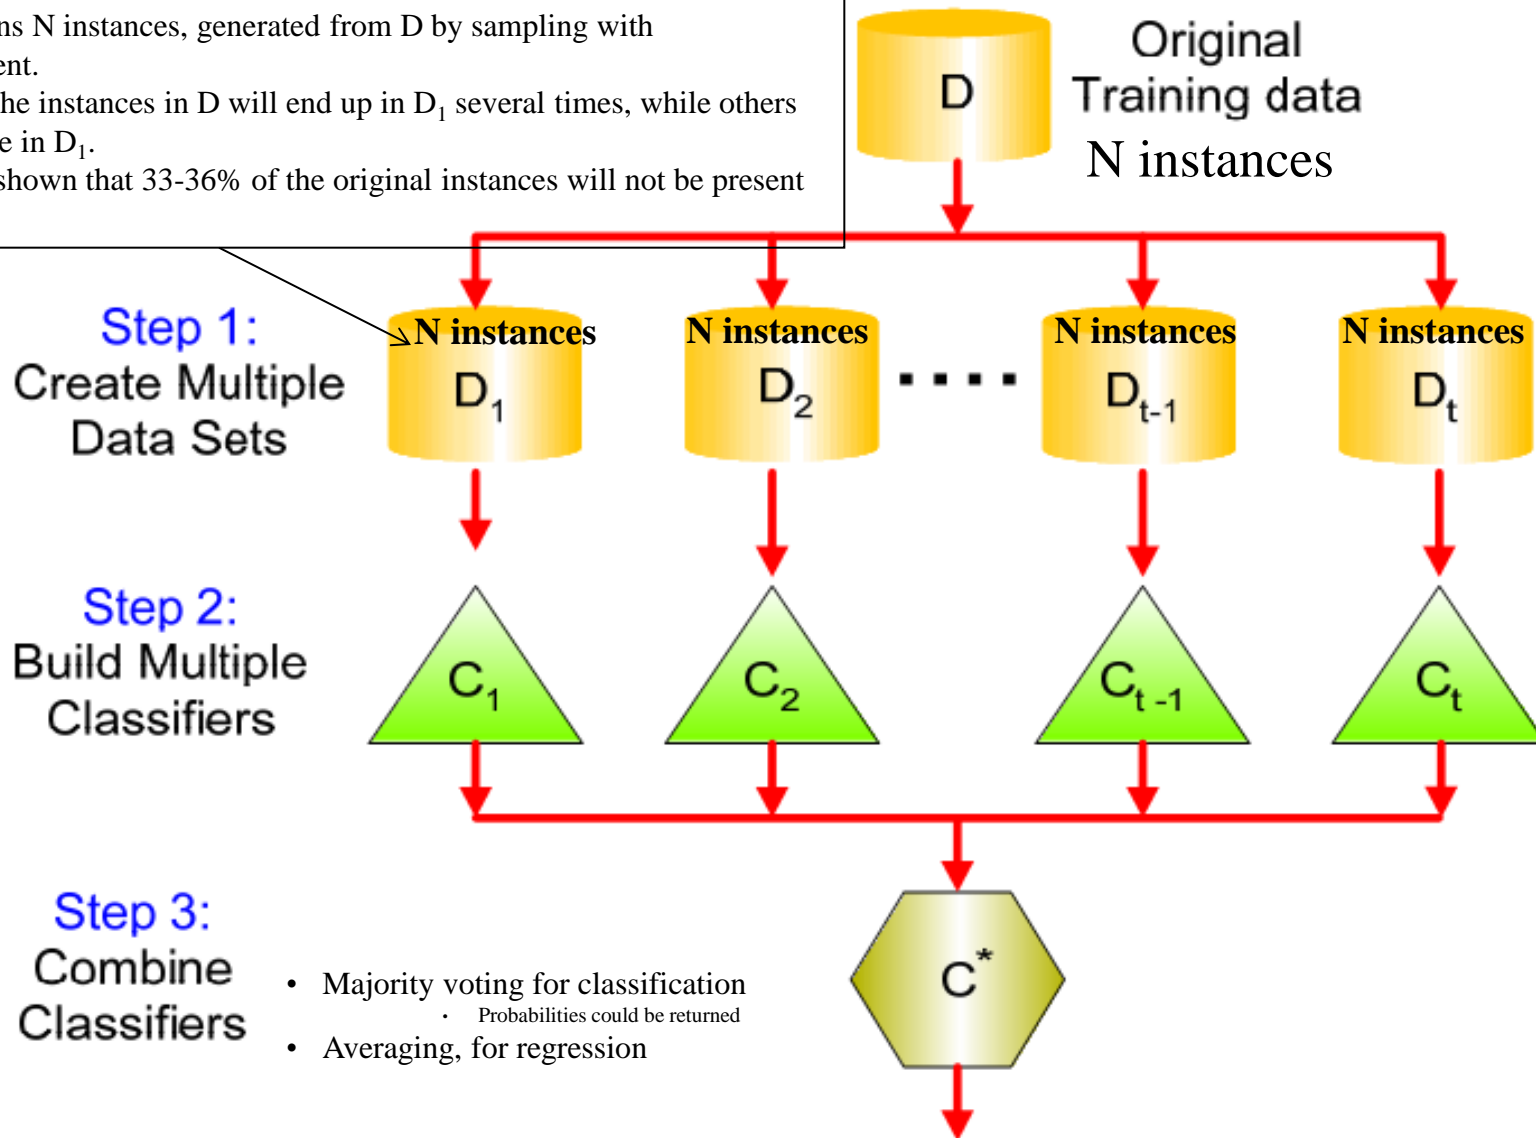 ns N instances, generated from D by sampling with
ent.
he instances in D will end up in D₁ several times, while others
e in D₁.
shown that 33-36% of the original instances will not be present
D
Original
Training data
N instances
Step 1:
Create Multiple
Data Sets
N instances
D₁
N instances
D₂
....
N instances
Dₜ₋₁
N instances
Dₜ
Step 2:
Build Multiple
Classifiers
C₁
C₂
Cₜ ₋₁
Cₜ
Step 3:
Combine
Classifiers
• Majority voting for classification
• Probabilities could be returned
• Averaging, for regression
C*